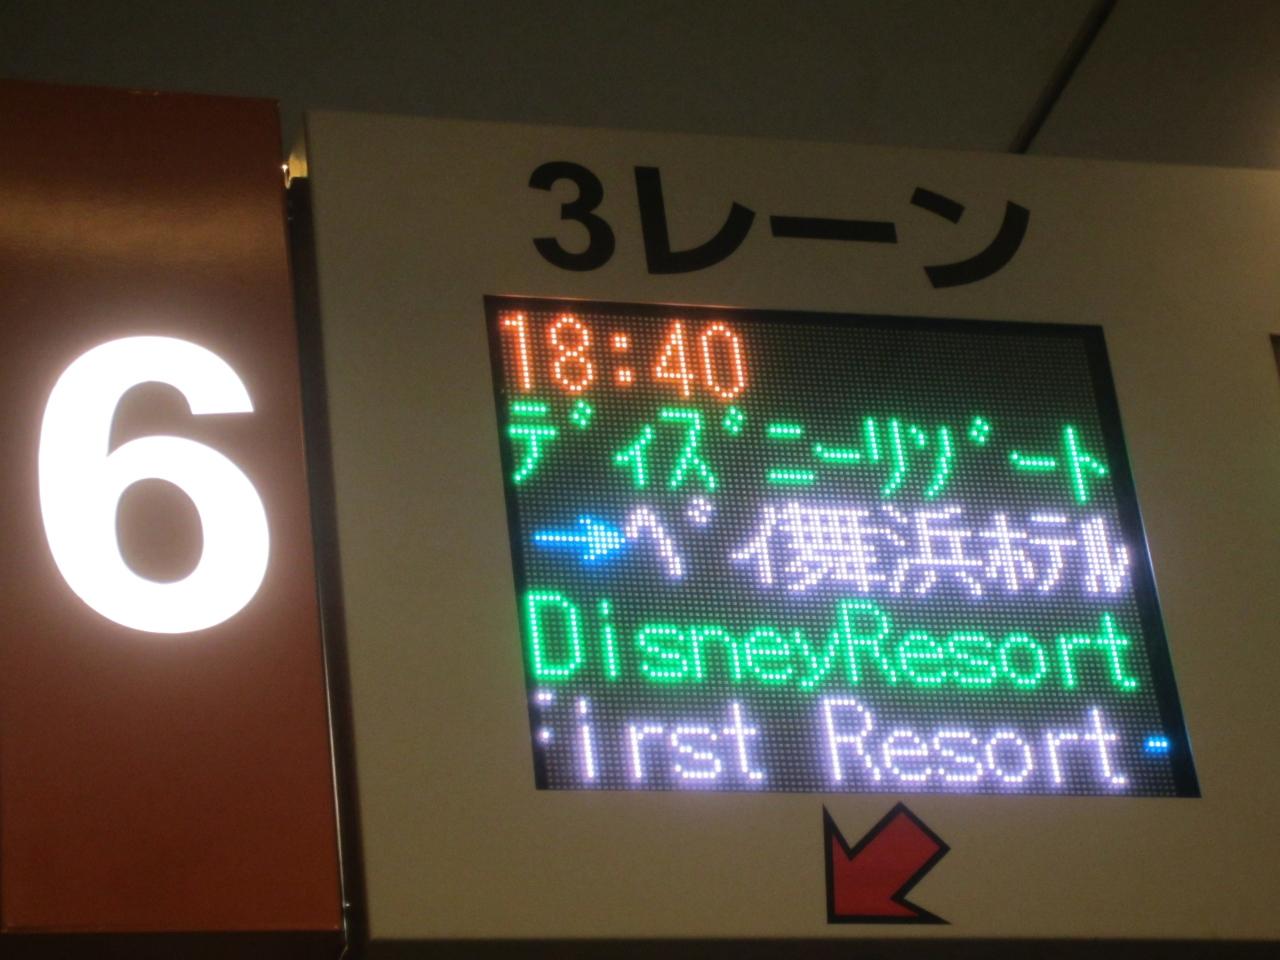 6
3レーン
18:40
ディズニーリゾート
→ベイ舞浜ホテル
DisneyResort
First Resort-